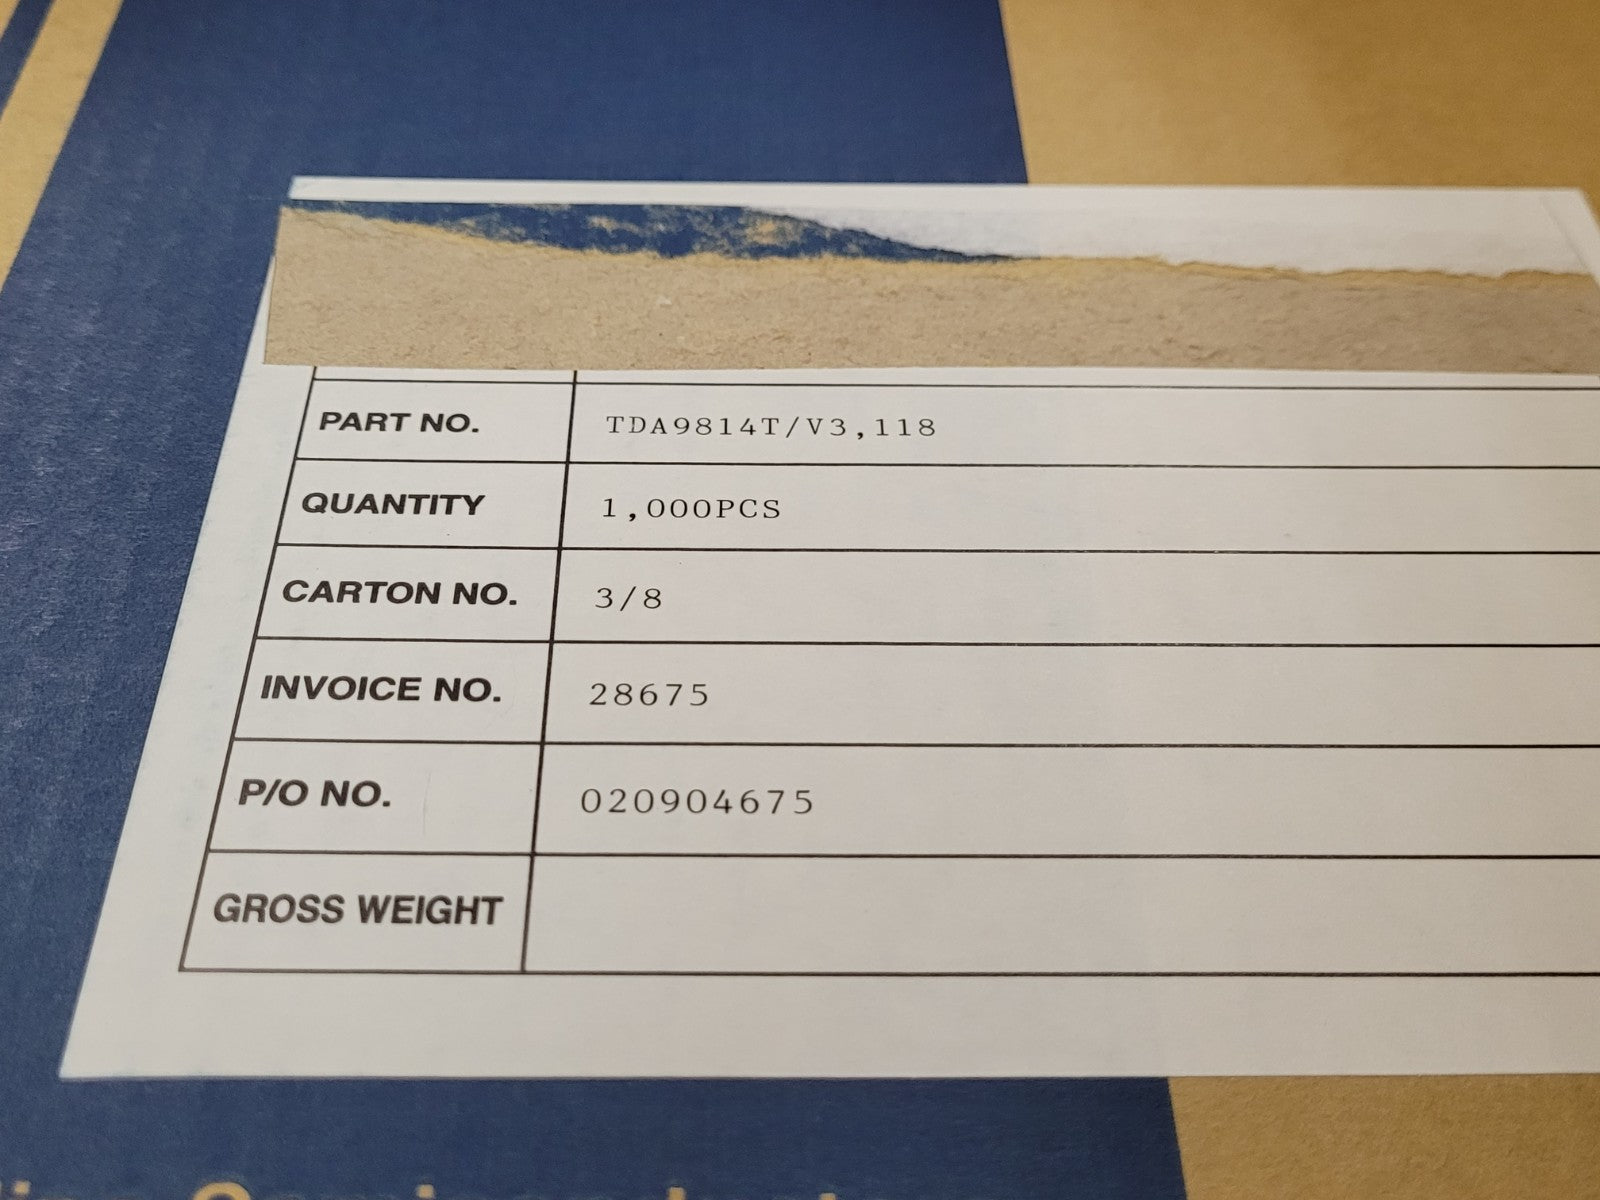 PART NO. TDA9814T/V3,118
QUANTITY 1,000PCS
CARTON NO. 3/8
INVOICE NO. 28675
P/O NO. 020904675
GROSS WEIGHT